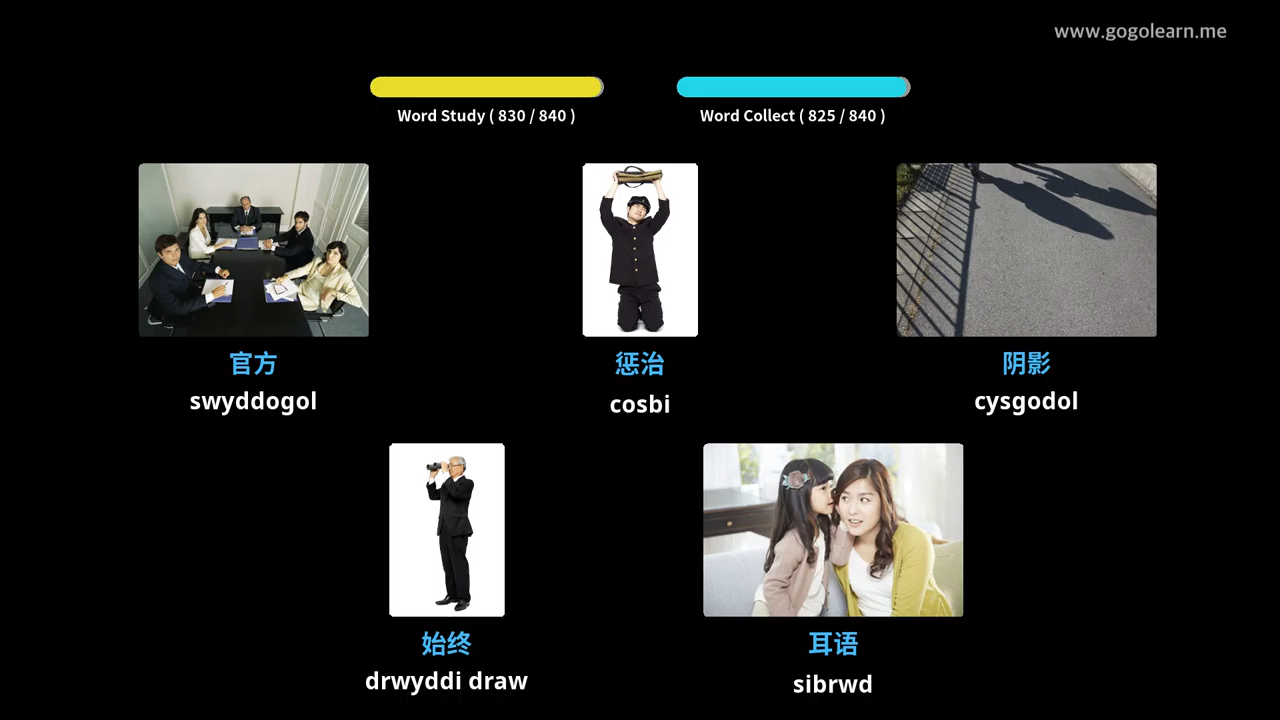 www.gogolearn.me
Word Study ( 830 / 840 )
Word Collect ( 825 / 840 )
官方
swyddogol
惩治
cosbi
阴影
cysgodol
始终
drwyddi draw
耳语
sibrwd